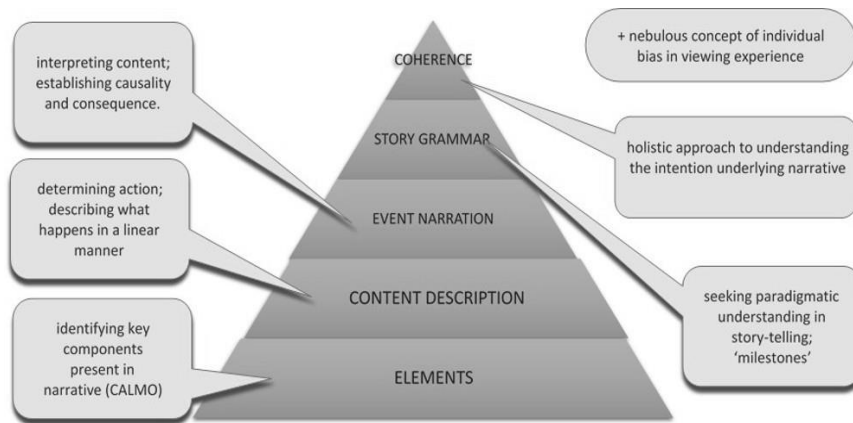 + nebulous concept of individual
bias in viewing experience
COHERENCE
interpreting content;
establishing causality
and consequence.
STORY GRAMMAR
holistic approach to understanding
the intention underlying narrative
determining action;
describing what
happens in a linear
manner
EVENT NARRATION
CONTENT DESCRIPTION
seeking paradigmatic
understanding in
story-telling;
‘milestones’
identifying key
components
present in
narrative (CALMO)
ELEMENTS